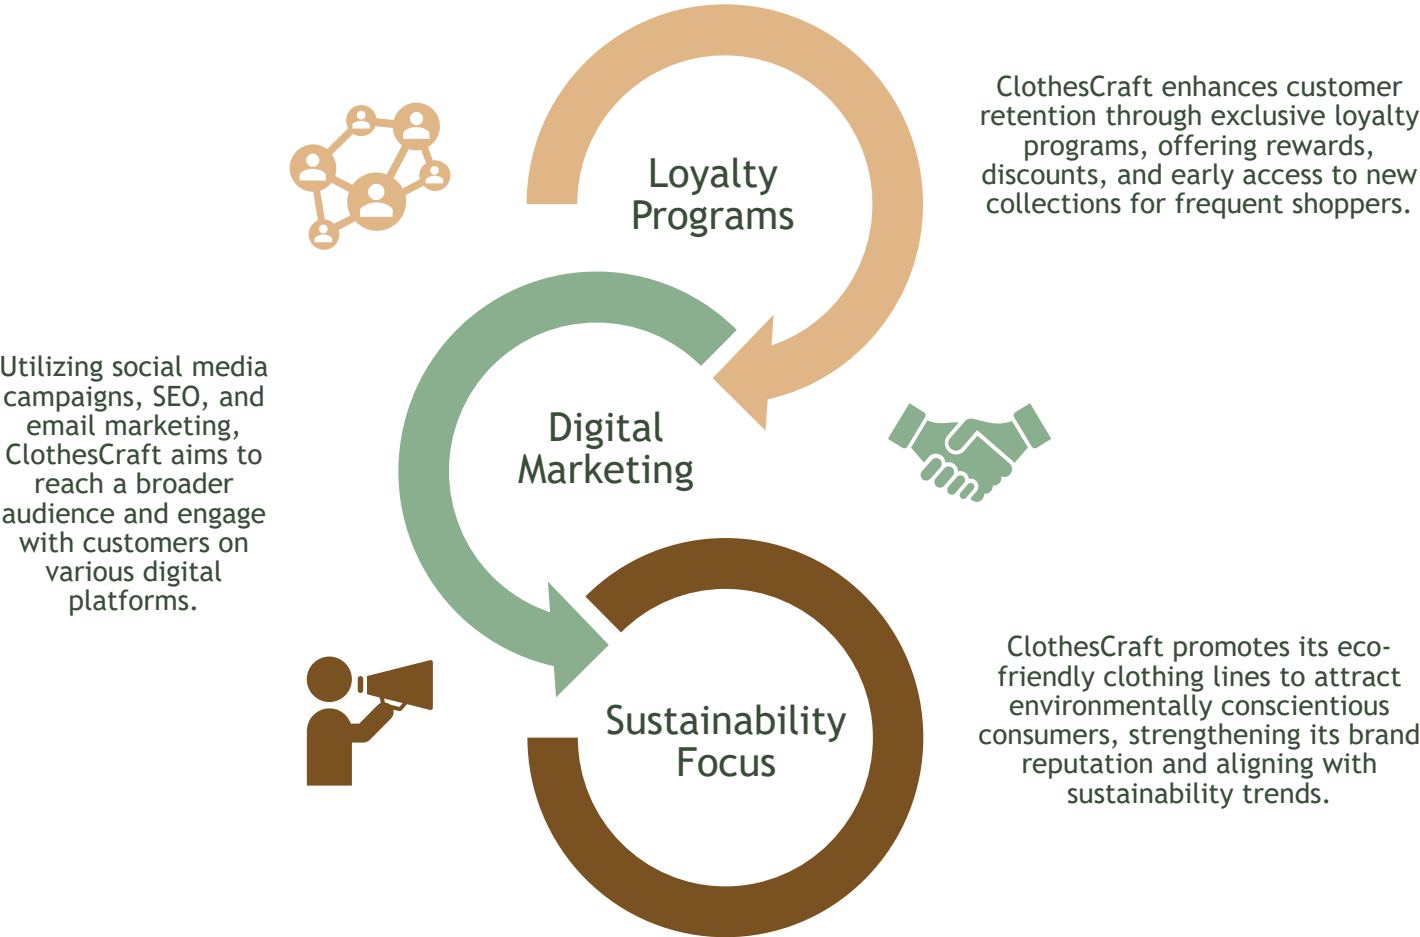 Loyalty
Programs
ClothesCraft enhances customer
retention through exclusive loyalty
programs, offering rewards,
discounts, and early access to new
collections for frequent shoppers.
Utilizing social media
campaigns, SEO, and
email marketing,
ClothesCraft aims to
reach a broader
audience and engage
with customers on
various digital
platforms.
Digital
Marketing
Sustainability
Focus
ClothesCraft promotes its eco-
friendly clothing lines to attract
environmentally conscientious
consumers, strengthening its brand
reputation and aligning with
sustainability trends.